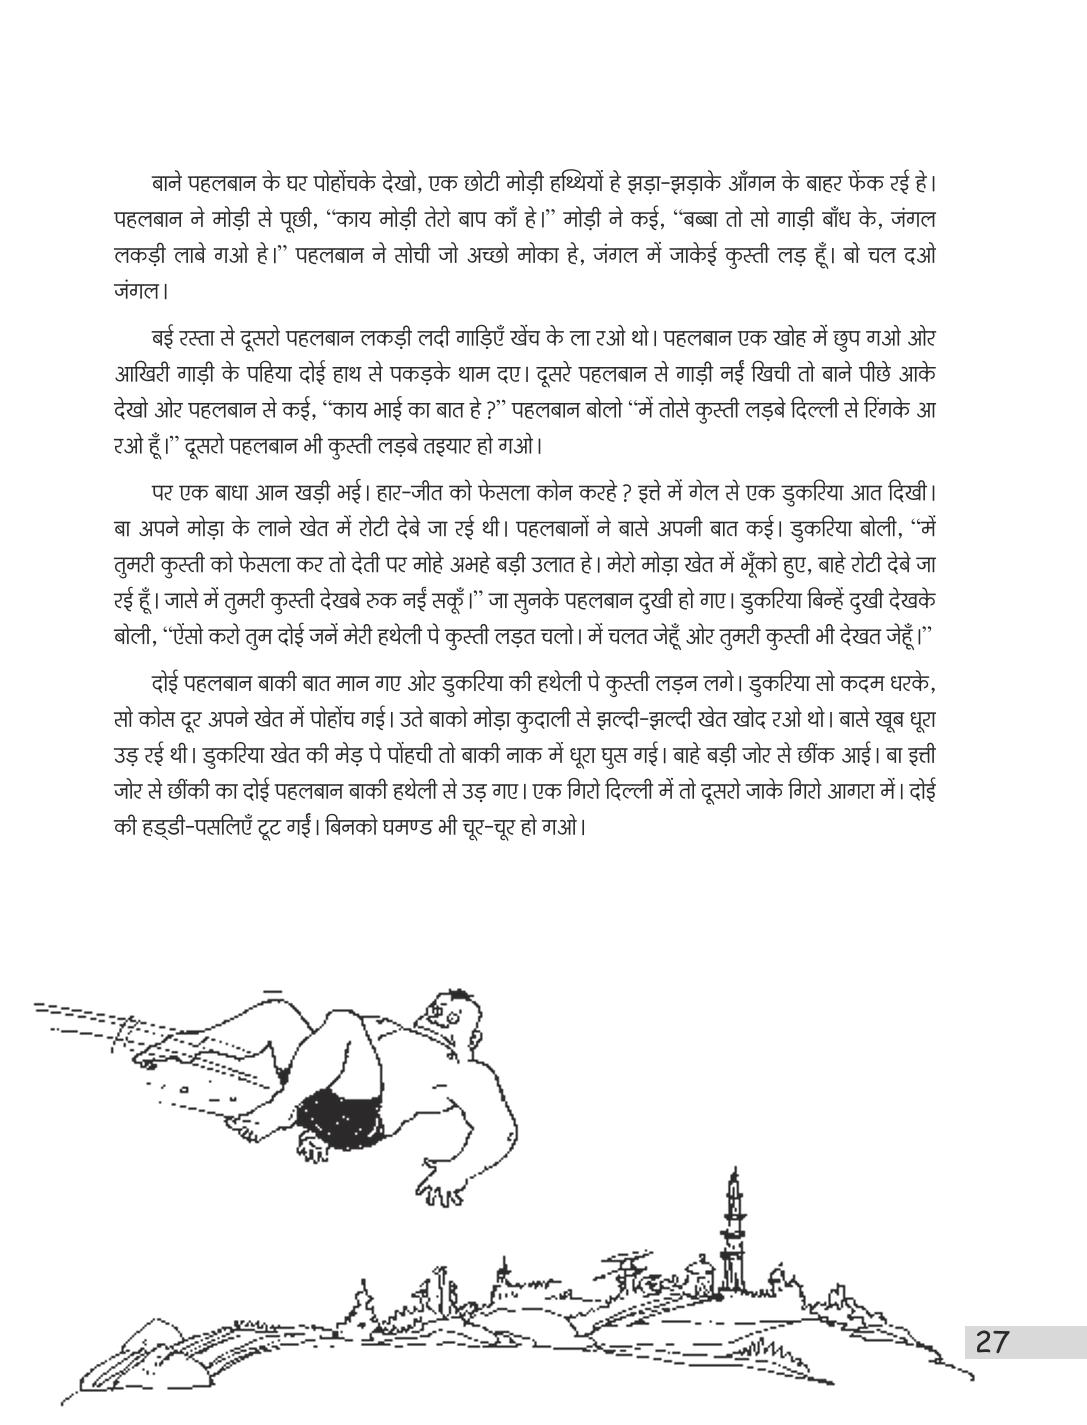 बाने पहलबान के घर पोहोंचके देखो, एक छोटी मोड़ी हथ्थियों हे झड़ा-झड़ाके आँगन के बाहर फेंक रई हे।
पहलबान ने मोड़ी से पूछी, “काय मोड़ी तेरो बाप काँ हे।” मोड़ी ने कई, “बब्बा तो सो गाड़ी बाँध के, जंगल
लकड़ी लाबे गओ हे।” पहलबान ने सोची जो अच्छो मोका हे, जंगल में जाकेई कुस्ती लड़ हूँ। बो चल दओ
जंगल।
बई रस्ता से दूसरो पहलबान लकड़ी लदी गाड़िएँ खेंच के ला रओ थो। पहलबान एक खोह में छुप गओ ओर
आखिरी गाड़ी के पहिया दोई हाथ से पकड़के थाम दए। दूसरे पहलबान से गाड़ी नईं खिची तो बाने पीछे आके
देखो ओर पहलबान से कई, “काय भाई का बात हे ?” पहलबान बोलो “में तोसे कुस्ती लड़बे दिल्ली से रिंगके आ
रओ हूँ।” दूसरो पहलबान भी कुस्ती लड़बे तइयार हो गओ।
पर एक बाधा आन खड़ी भई। हार-जीत को फेसला कोन करहे ? इत्ते में गेल से एक डुकरिया आत दिखी।
बा अपने मोड़ा के लाने खेत में रोटी देबे जा रई थी। पहलबानों ने बासे अपनी बात कई। डुकरिया बोली, “में
तुमरी कुस्ती को फेसला कर तो देती पर मोहे अभहे बड़ी उलात हे। मेरो मोड़ा खेत में भूँको हुए, बाहे रोटी देबे जा
रई हूँ। जासे में तुमरी कुस्ती देखबे रुक नईं सकूँ।” जा सुनके पहलबान दुखी हो गए। डुकरिया बिन्हें दुखी देखके
बोली, “ऐंसो करो तुम दोई जनें मेरी हथेली पे कुस्ती लड़त चलो। में चलत जेहूँ ओर तुमरी कुस्ती भी देखत जेहूँ।”
दोई पहलबान बाकी बात मान गए ओर डुकरिया की हथेली पे कुस्ती लड़न लगे। डुकरिया सो कदम धरके,
सो कोस दूर अपने खेत में पोहोंच गई। उते बाको मोड़ा कुदाली से झल्दी-झल्दी खेत खोद रओ थो। बासे खूब धूरा
उड़ रई थी। डुकरिया खेत की मेड़ पे पोंहची तो बाकी नाक में धूरा घुस गई। बाहे बड़ी जोर से छींक आई। बा इत्ती
जोर से छींकी का दोई पहलबान बाकी हथेली से उड़ गए। एक गिरो दिल्ली में तो दूसरो जाके गिरो आगरा में। दोई
की हड्डी-पसलिएँ टूट गईं। बिनको घमण्ड भी चूर-चूर हो गओ।
27